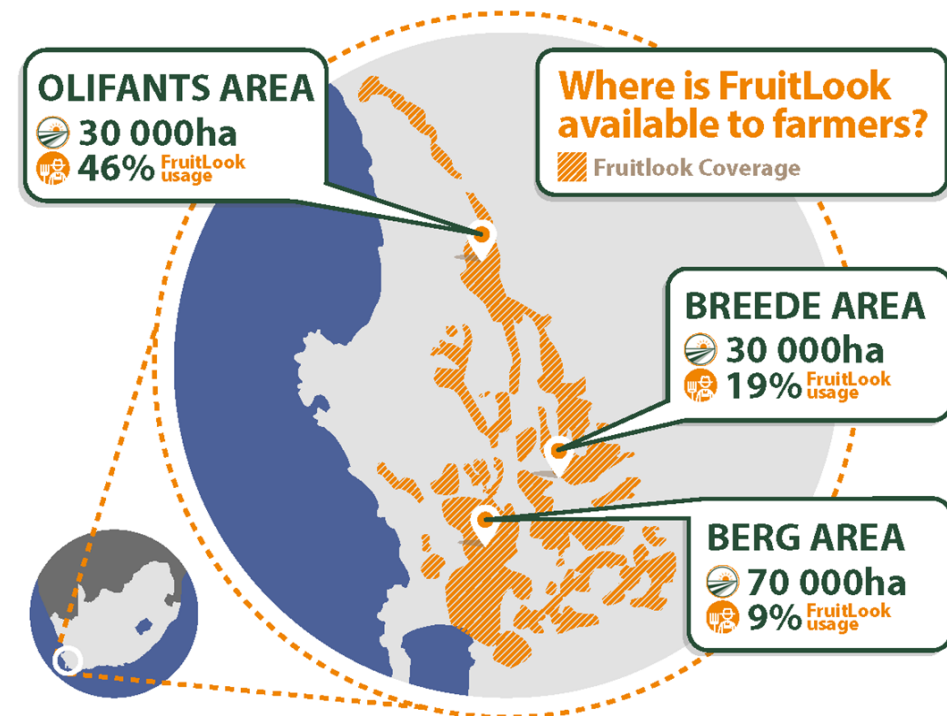 OLIFANTS AREA
30 000ha
46% FruitLook
usage
Where is FruitLook
available to farmers?
Fruitlook Coverage
BREEDE AREA
30 000ha
19% FruitLook
usage
BERG AREA
70 000ha
9% FruitLook
usage